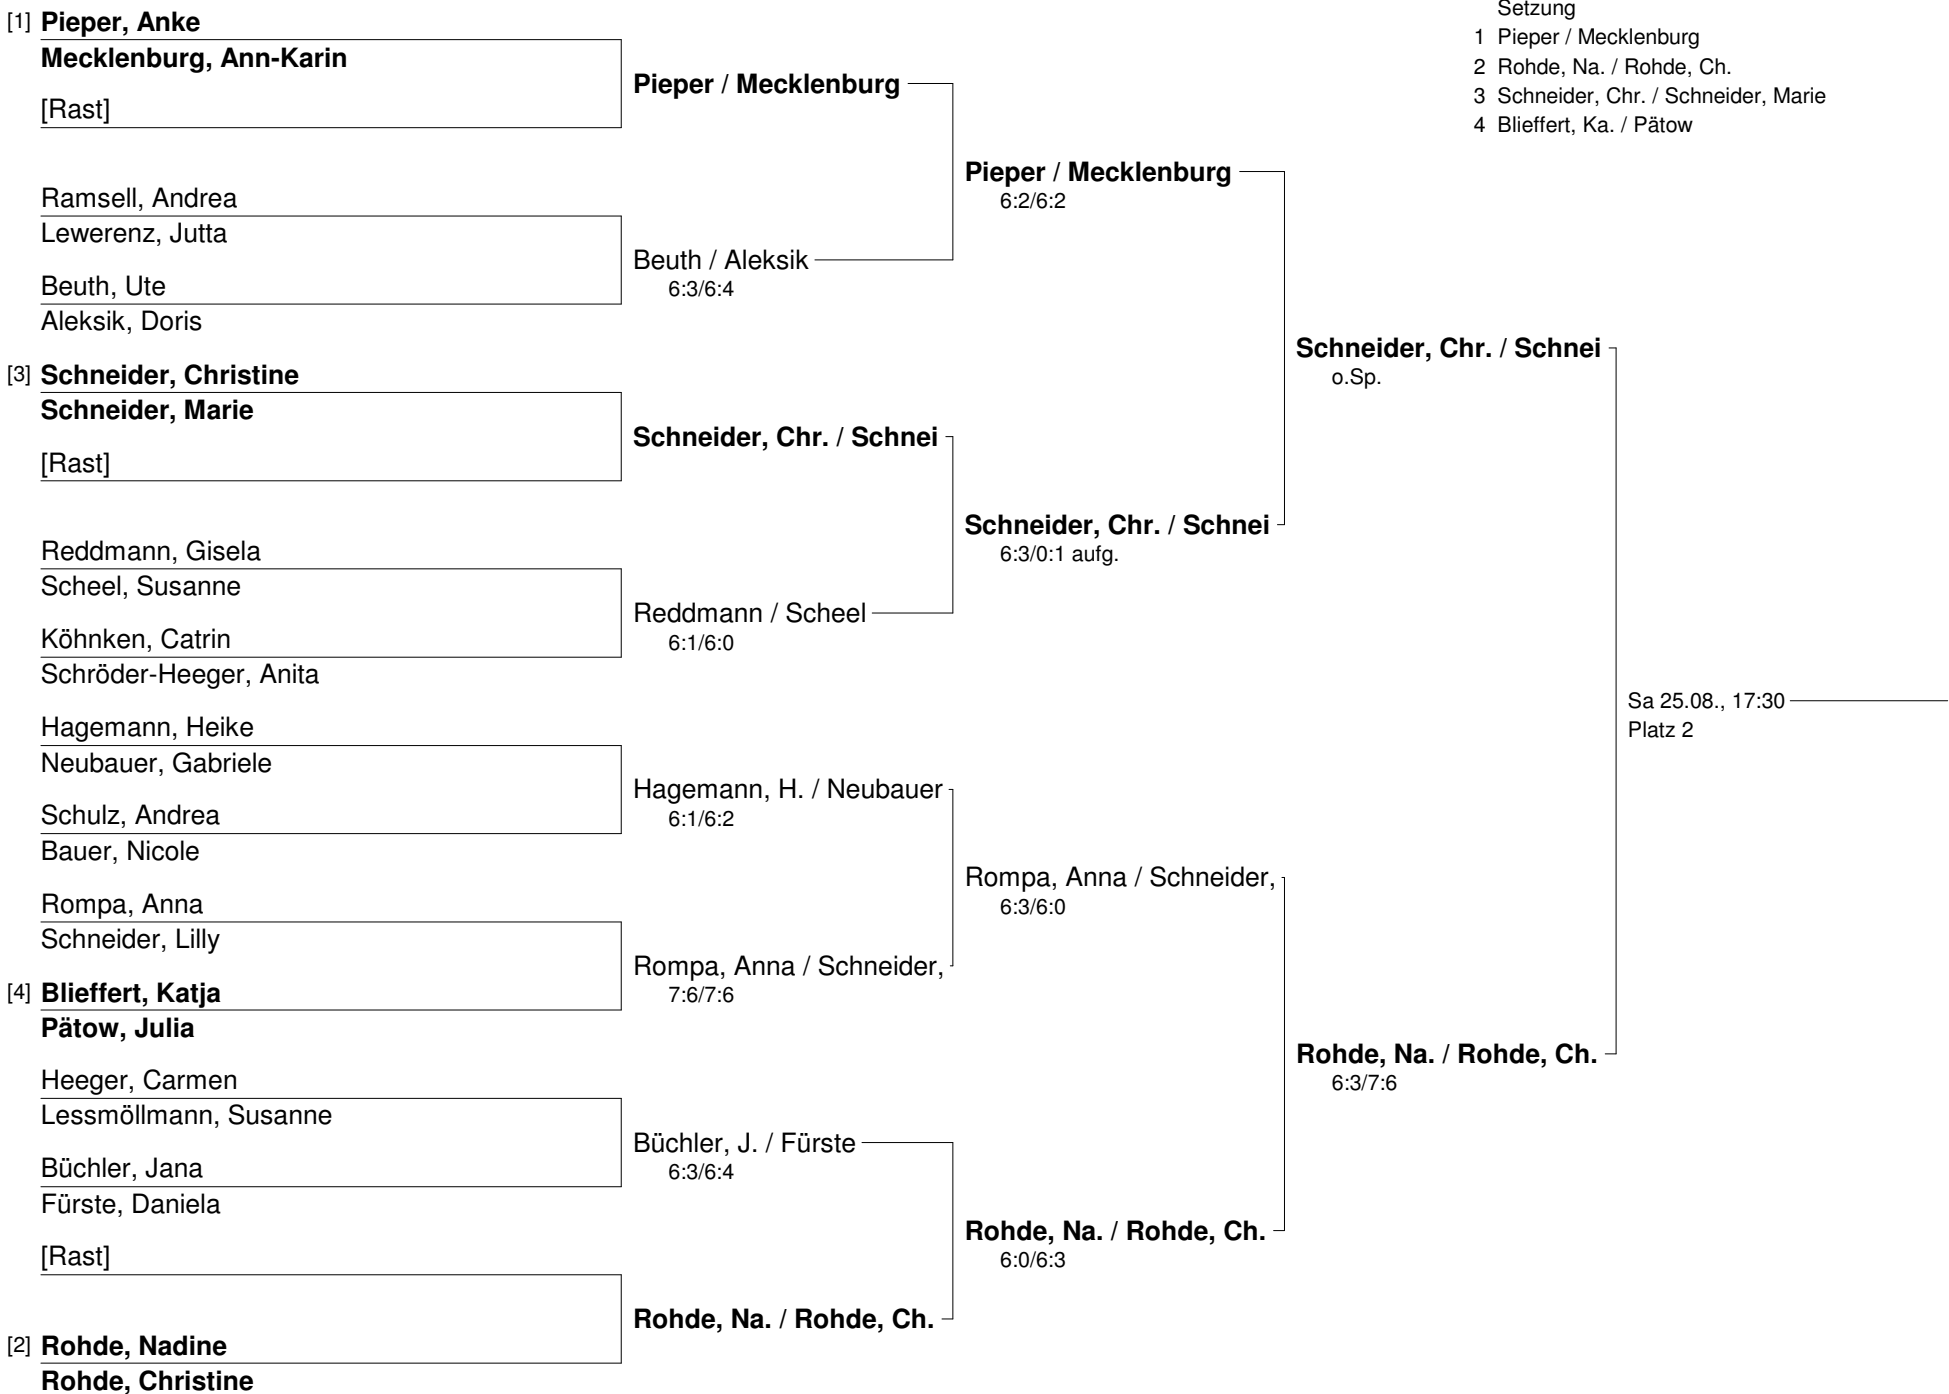 Setzung
1 Pieper / Mecklenburg
2 Rohde, Na. / Rohde, Ch.
3 Schneider, Chr. / Schneider, Marie
4 Blieffert, Ka. / Pätow
[1] Pieper, Anke
Mecklenburg, Ann-Karin
[Rast]
Ramsell, Andrea
Lewerenz, Jutta
Beuth, Ute
Aleksik, Doris
[3] Schneider, Christine
Schneider, Marie
[Rast]
Reddmann, Gisela
Scheel, Susanne
Köhnken, Catrin
Schröder-Heeger, Anita
Hagemann, Heike
Neubauer, Gabriele
Schulz, Andrea
Bauer, Nicole
Rompa, Anna
Schneider, Lilly
[4] Blieffert, Katja
Pätow, Julia
Heeger, Carmen
Lessmöllmann, Susanne
Büchler, Jana
Fürste, Daniela
[Rast]
[2] Rohde, Nadine
Rohde, Christine
Pieper / Mecklenburg
Beuth / Aleksik
6:3/6:4
Schneider, Chr. / Schnei
Reddmann / Scheel
6:1/6:0
Hagemann, H. / Neubauer
6:1/6:2
Rompa, Anna / Schneider,
7:6/7:6
Büchler, J. / Fürste
6:3/6:4
Rohde, Na. / Rohde, Ch.
Pieper / Mecklenburg
6:2/6:2
Schneider, Chr. / Schnei
6:3/0:1 aufg.
Rompa, Anna / Schneider,
6:3/6:0
Rohde, Na. / Rohde, Ch.
6:0/6:3
Schneider, Chr. / Schnei
o.Sp.
Rohde, Na. / Rohde, Ch.
6:3/7:6
Sa 25.08., 17:30
Platz 2